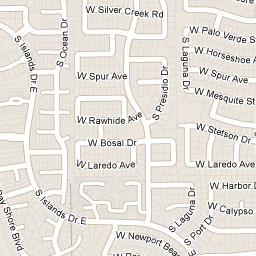 W Silver Creek Rd
W Palo Verde S
S Ocean Dr
S Islands Dr E
S Laguna Dr
W Horseshoe A
W Spur Ave
W Spur Ave
S Presidio Dr
W Mesquite St
W Rawhide Ave
W Stetson Dr
W Bosal Dr
W Laredo Ave
W Laredo Ave
W Harbor D
S Islands Dr E
S Laguna Dr
S Port Dr
W Calypso
Bay Shore Blvd
W Newport Beac